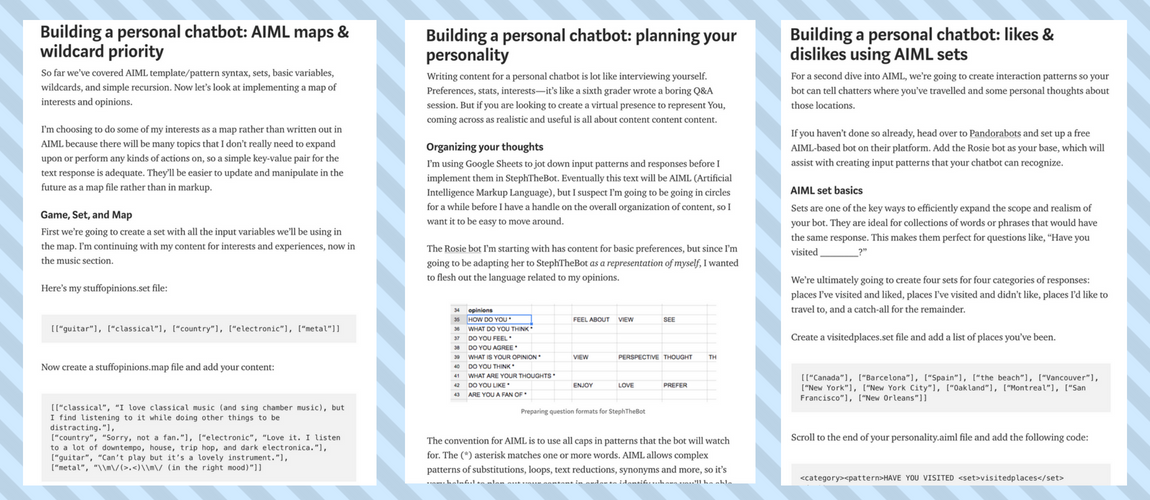 Building a personal chatbot: AIML maps &
wildcard priority
So far we've covered AIML template/pattern syntax, sets, basic variables,
wildcards, and simple recursion. Now let's look at implementing a map of
interests and opinions.
I'm choosing to do some of my interests as a map rather than written out in
AIML because there will be many topics that I don't really need to expand
upon or perform any kinds of actions on, so a simple key-value pair for the
text response is adequate. They'll be easier to update and manipulate in the
future as a map file rather than in markup.
Game, Set, and Map
First we're going to create a set with all the input variables we'll be using in
the map. I'm continuing with my content for interests and experiences, now in
the music section.
Here's my stuffopinions.set file:
[["guitar"], ["classical"], ["country"], ["electronic"], ["metal"]]
Now create a stuffopinions.map file and add your content:
[["classical", "I love classical music (and sing chamber music), but
I find listening to it while doing other things to be
distracting."],
["country" "Sorry, not a fan."], ["electronic", "Love it. I listen
to a lot of downtempo, house, trip hop, and dark electronica."],
["guitar", "Can't play but it's a lovely instrument."],
["metal", "\\m\/(>.<)\\m\/ (in the right mood)"]]
Building a personal chatbot: planning your
personality
Writing content for a personal chatbot is lot like interviewing yourself.
Preferences, stats, interests—it's like a sixth grader wrote a boring Q&A
session. But if you are looking to create a virtual presence to represent You,
coming across as realistic and useful is all about content content content.
Organizing your thoughts
I'm using Google Sheets to jot down input patterns and responses before I
implement them in StephTheBot. Eventually this text will be AIML (Artificial
Intelligence Markup Language), but I suspect I'm going to be going in circles
for a while before I have a handle on the overall organization of content, so I
want it to be easy to move around.
The Rosie bot I'm starting with has content for basic preferences, but since I'm
going to be adapting her to StephTheBot as a representation of myself, I wanted
to flesh out the language related to my opinions.
34 opinions
35 HOW DO YOU * FEEL ABOUT VIEW SEE
36 WHAT DO YOU THINK *
37 DO YOU FEEL *
38 DO YOU AGREE *
39 WHAT IS YOUR OPINION * VIEW PERSPECTIVE THOUGHT TH
40 DO YOU THINK *
41 WHAT ARE YOUR THOUGHTS *
42 DO YOU LIKE * ENJOY LOVE PREFER
43 ARE YOU A FAN OF *
Preparing question formats for StephTheBot
The convention for AIML is to use all caps in patterns that the bot will watch
for. The (*) asterisk matches one or more words. AIML allows complex
patterns of substitutions, loops, text reductions, synonyms and more, so it's
very helpful to plan out your content in order to identify where you'll be able
Building a personal chatbot: likes &
dislikes using AIML sets
For a second dive into AIML, we're going to create interaction patterns so your
bot can tell chatters where you've travelled and some personal thoughts about
those locations.
If you haven't done so already, head over to Pandorabots and set up a free
AIML-based bot on their platform. Add the Rosie bot as your base, which will
assist with creating input patterns that your chatbot can recognize.
AIML set basics
Sets are one of the key ways to efficiently expand the scope and realism of
your bot. They are ideal for collections of words or phrases that would have
the same response. This makes them perfect for questions like, "Have you
visited ________?"
We're ultimately going to create four sets for four categories of responses:
places I've visited and liked, places I've visited and didn't like, places I'd like to
travel to, and a catch-all for the remainder.
Create a visitedplaces.set file and add a list of places you've been.
[["Canada"], ["Barcelona"], ["Spain"], ["the beach"], ["Vancouver"],
["New York"], ["New York City"], ["Oakland"], ["Montreal"], ["San
Francisco"], ["New Orleans"]]
Scroll to the end of your personality.aiml file and add the following code:
<category><pattern>HAVE YOU VISITED <set>visitedplaces</set>